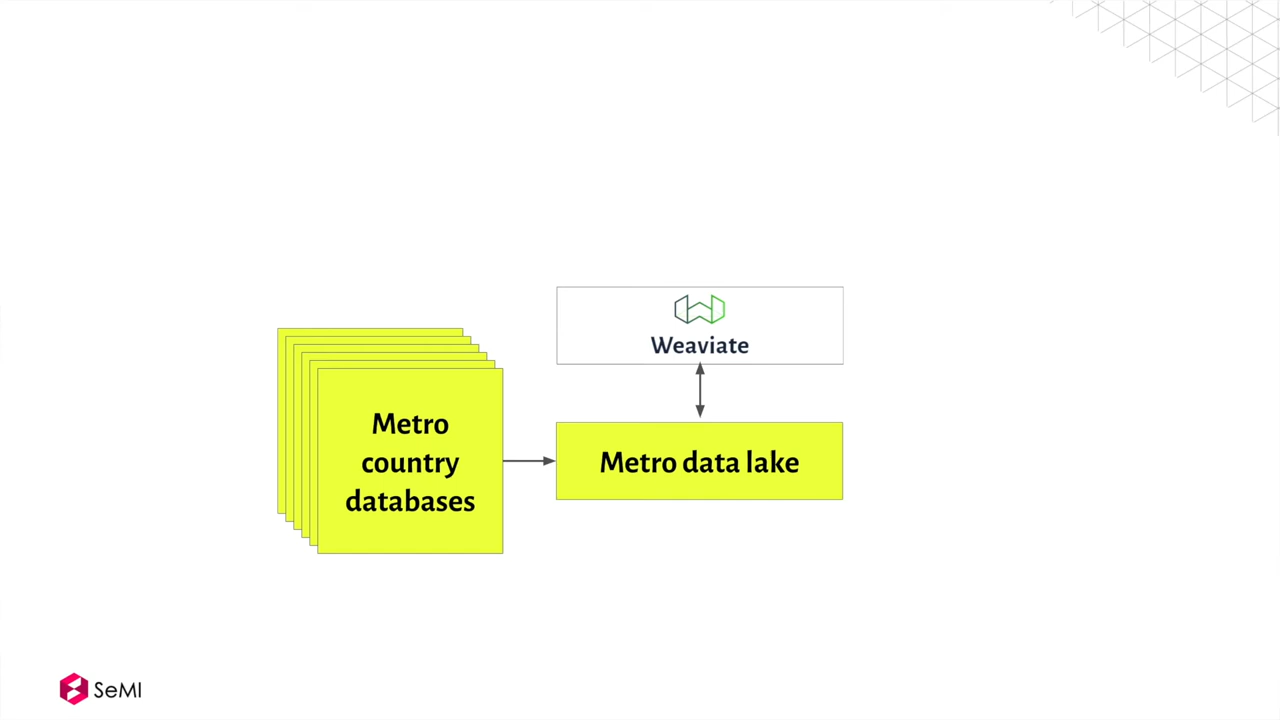 Weaviate
Metro
country
databases
Metro data lake
SeMI